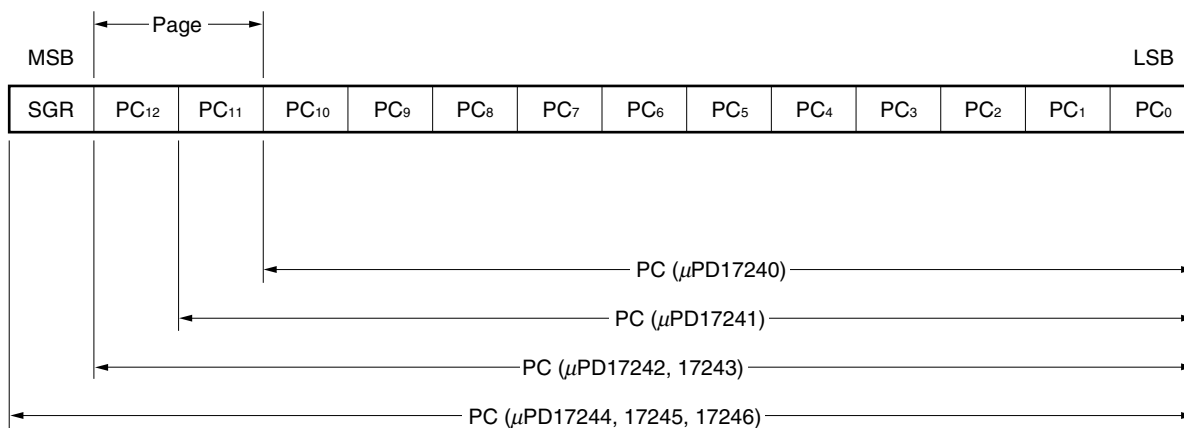 Page
MSB LSB
SGR PC12 PC11 PC10 PC9 PC8 PC7 PC6 PC5 PC4 PC3 PC2 PC1 PC0
PC (μPD17240)
PC (μPD17241)
PC (μPD17242, 17243)
PC (μPD17244, 17245, 17246)